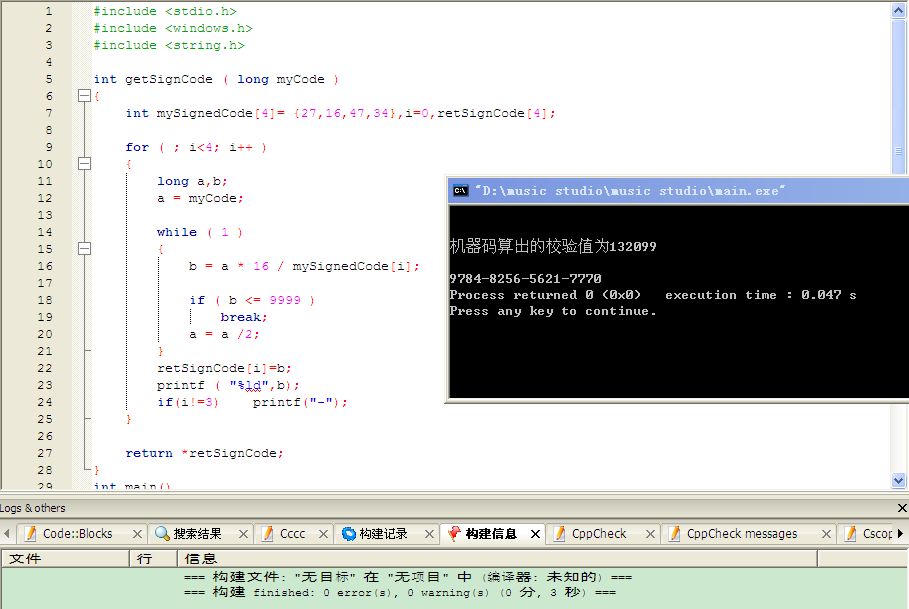 1 #include <stdio.h>
2 #include <windows.h>
3 #include <string.h>
4
5 int getSignCode ( long myCode )
6 {
7 int mySignedCode[4]= {27,16,47,34},i=0,retSignCode[4];
8
9 for ( ; i<4; i++ )
10 {
11 long a,b;
12 a = myCode;
13
14 while ( 1 )
15 {
16 b = a * 16 / mySignedCode[i];
17
18 if ( b <= 9999 )
19 break;
20 a = a /2;
21 }
22 retSignCode[i]=b;
23 printf ( "%ld",b);
24 if(i!=3) printf("-");
25 }
26
27 return *retSignCode;
28 }
29 int main()
"D:\music studio\music studio\main.exe"
机器码算出的校验值为132099
9784-8256-5621-7770
Process returned 0 (0x0) execution time : 0.047 s
Press any key to continue.
Logs & others
Code::Blocks 搜索结果 Cccc 构建记录 构建信息 CppCheck CppCheck messages Cscop
文件 行 信息
=== 构建文件: "无目标" 在 "无项目" 中 (编译器: 未知的) ===
=== 构建 finished: 0 error(s), 0 warning(s) (0 分, 3 秒) ===